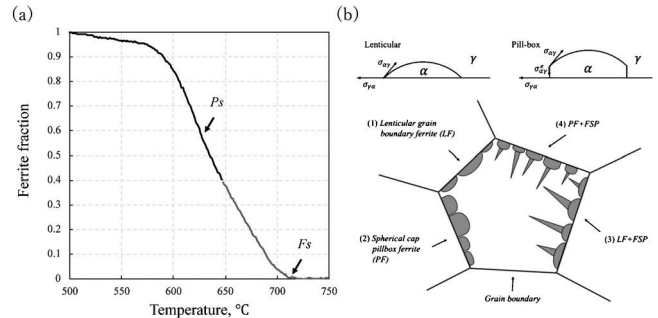 (a)
Ferrite fraction
1
0.9
0.8
0.7
0.6
0.5
0.4
0.3
0.2
0.1
0
Ps
Fs
500
550
600
650
700
750
Temperature, °C
(b)
Lenticular
σαγ
γ
α
σγα
Pill-box
σαγ
γ
σᵉαγ
α
σγα
(1) Lenticular grain
boundary ferrite (LF)
(4) PF+FSP
(2) Spherical cap
pillbox ferrite
(PF)
(3) LF+FSP
Grain boundary